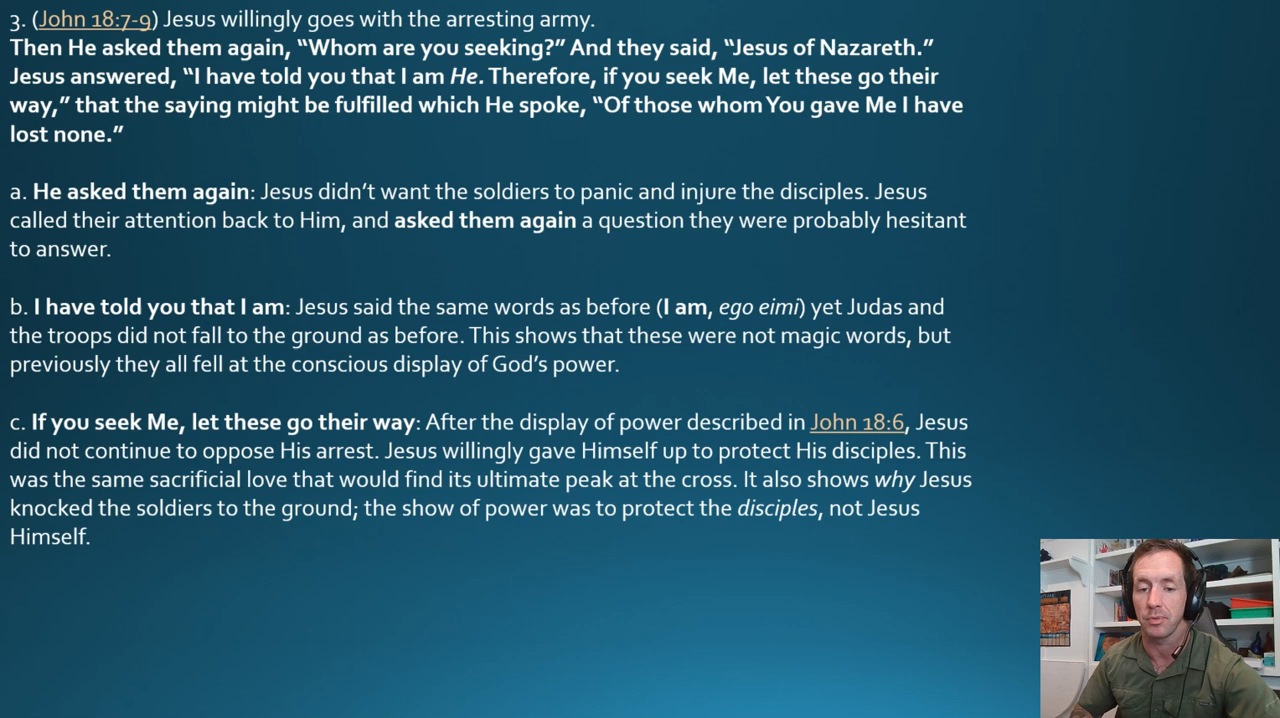 3. (John 18:7-9) Jesus willingly goes with the arresting army.
Then He asked them again, “Whom are you seeking?” And they said, “Jesus of Nazareth.”
Jesus answered, “I have told you that I am He. Therefore, if you seek Me, let these go their
way,” that the saying might be fulfilled which He spoke, “Of those whom You gave Me I have
lost none.”
a. He asked them again: Jesus didn’t want the soldiers to panic and injure the disciples. Jesus
called their attention back to Him, and asked them again a question they were probably hesitant
to answer.
b. I have told you that I am: Jesus said the same words as before (I am, ego eimi) yet Judas and
the troops did not fall to the ground as before. This shows that these were not magic words, but
previously they all fell at the conscious display of God’s power.
c. If you seek Me, let these go their way: After the display of power described in John 18:6, Jesus
did not continue to oppose His arrest. Jesus willingly gave Himself up to protect His disciples. This
was the same sacrificial love that would find its ultimate peak at the cross. It also shows why Jesus
knocked the soldiers to the ground; the show of power was to protect the disciples, not Jesus
Himself.